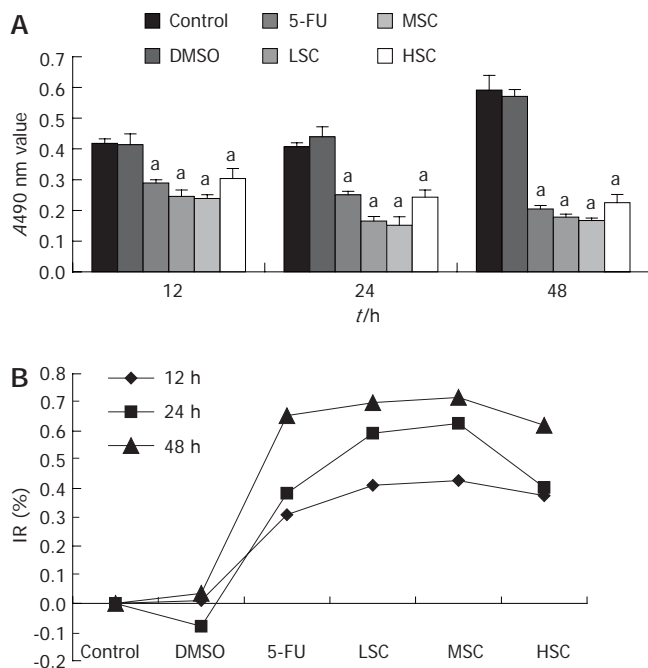 A
Control 5-FU MSC
DMSO LSC HSC
0.7
0.6
0.5
0.4
0.3
0.2
0.1
0.0
A490 nm value
a a a a
a a a a
a a a a
12 24 48
t/h
B
12 h
24 h
48 h
0.8
0.7
0.6
0.5
0.4
0.3
0.2
0.1
0.0
-0.1
-0.2
IR (%)
Control DMSO 5-FU LSC MSC HSC